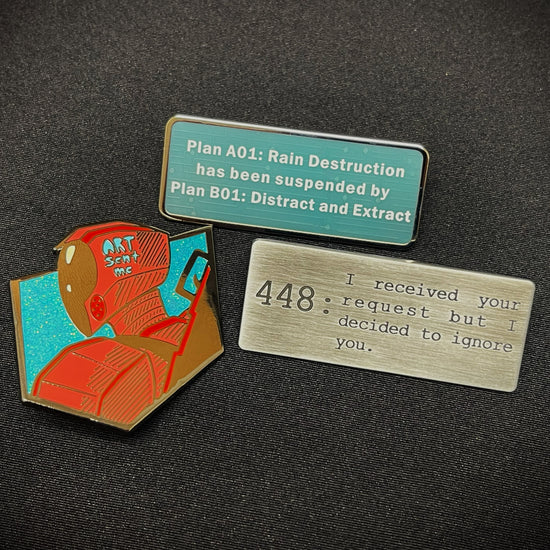 Plan A01: Rain Destruction
has been suspended by
Plan B01: Distract and Extract
ART
sent
me
448:
I received your
request but I
decided to ignore
you.